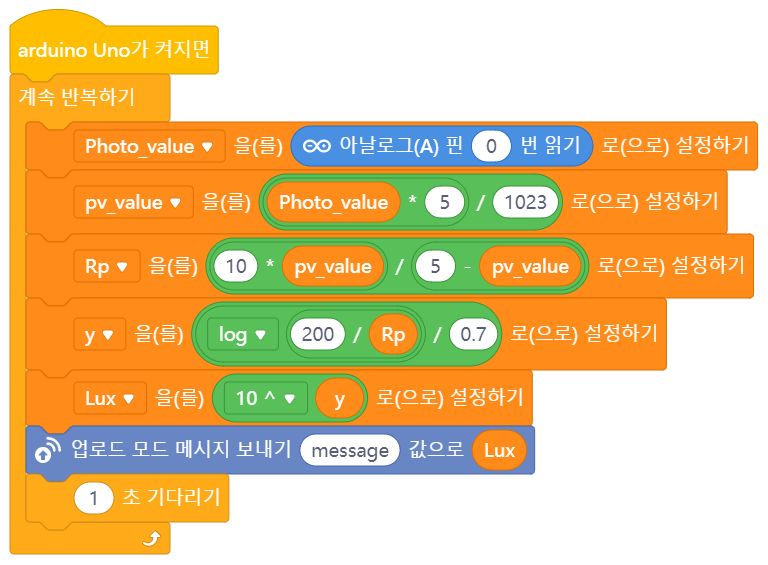 arduino Uno가 켜지면
계속 반복하기
Photo_value 을(를) 아날로그(A) 핀 0 번 읽기 로(으로) 설정하기
pv_value 을(를) Photo_value * 5 / 1023 로(으로) 설정하기
Rp 을(를) 10 * pv_value / 5 - pv_value 로(으로) 설정하기
y 을(를) log 200 / Rp / 0.7 로(으로) 설정하기
Lux 을(를) 10 ^ y 로(으로) 설정하기
업로드 모드 메시지 보내기 message 값으로 Lux
1 초 기다리기